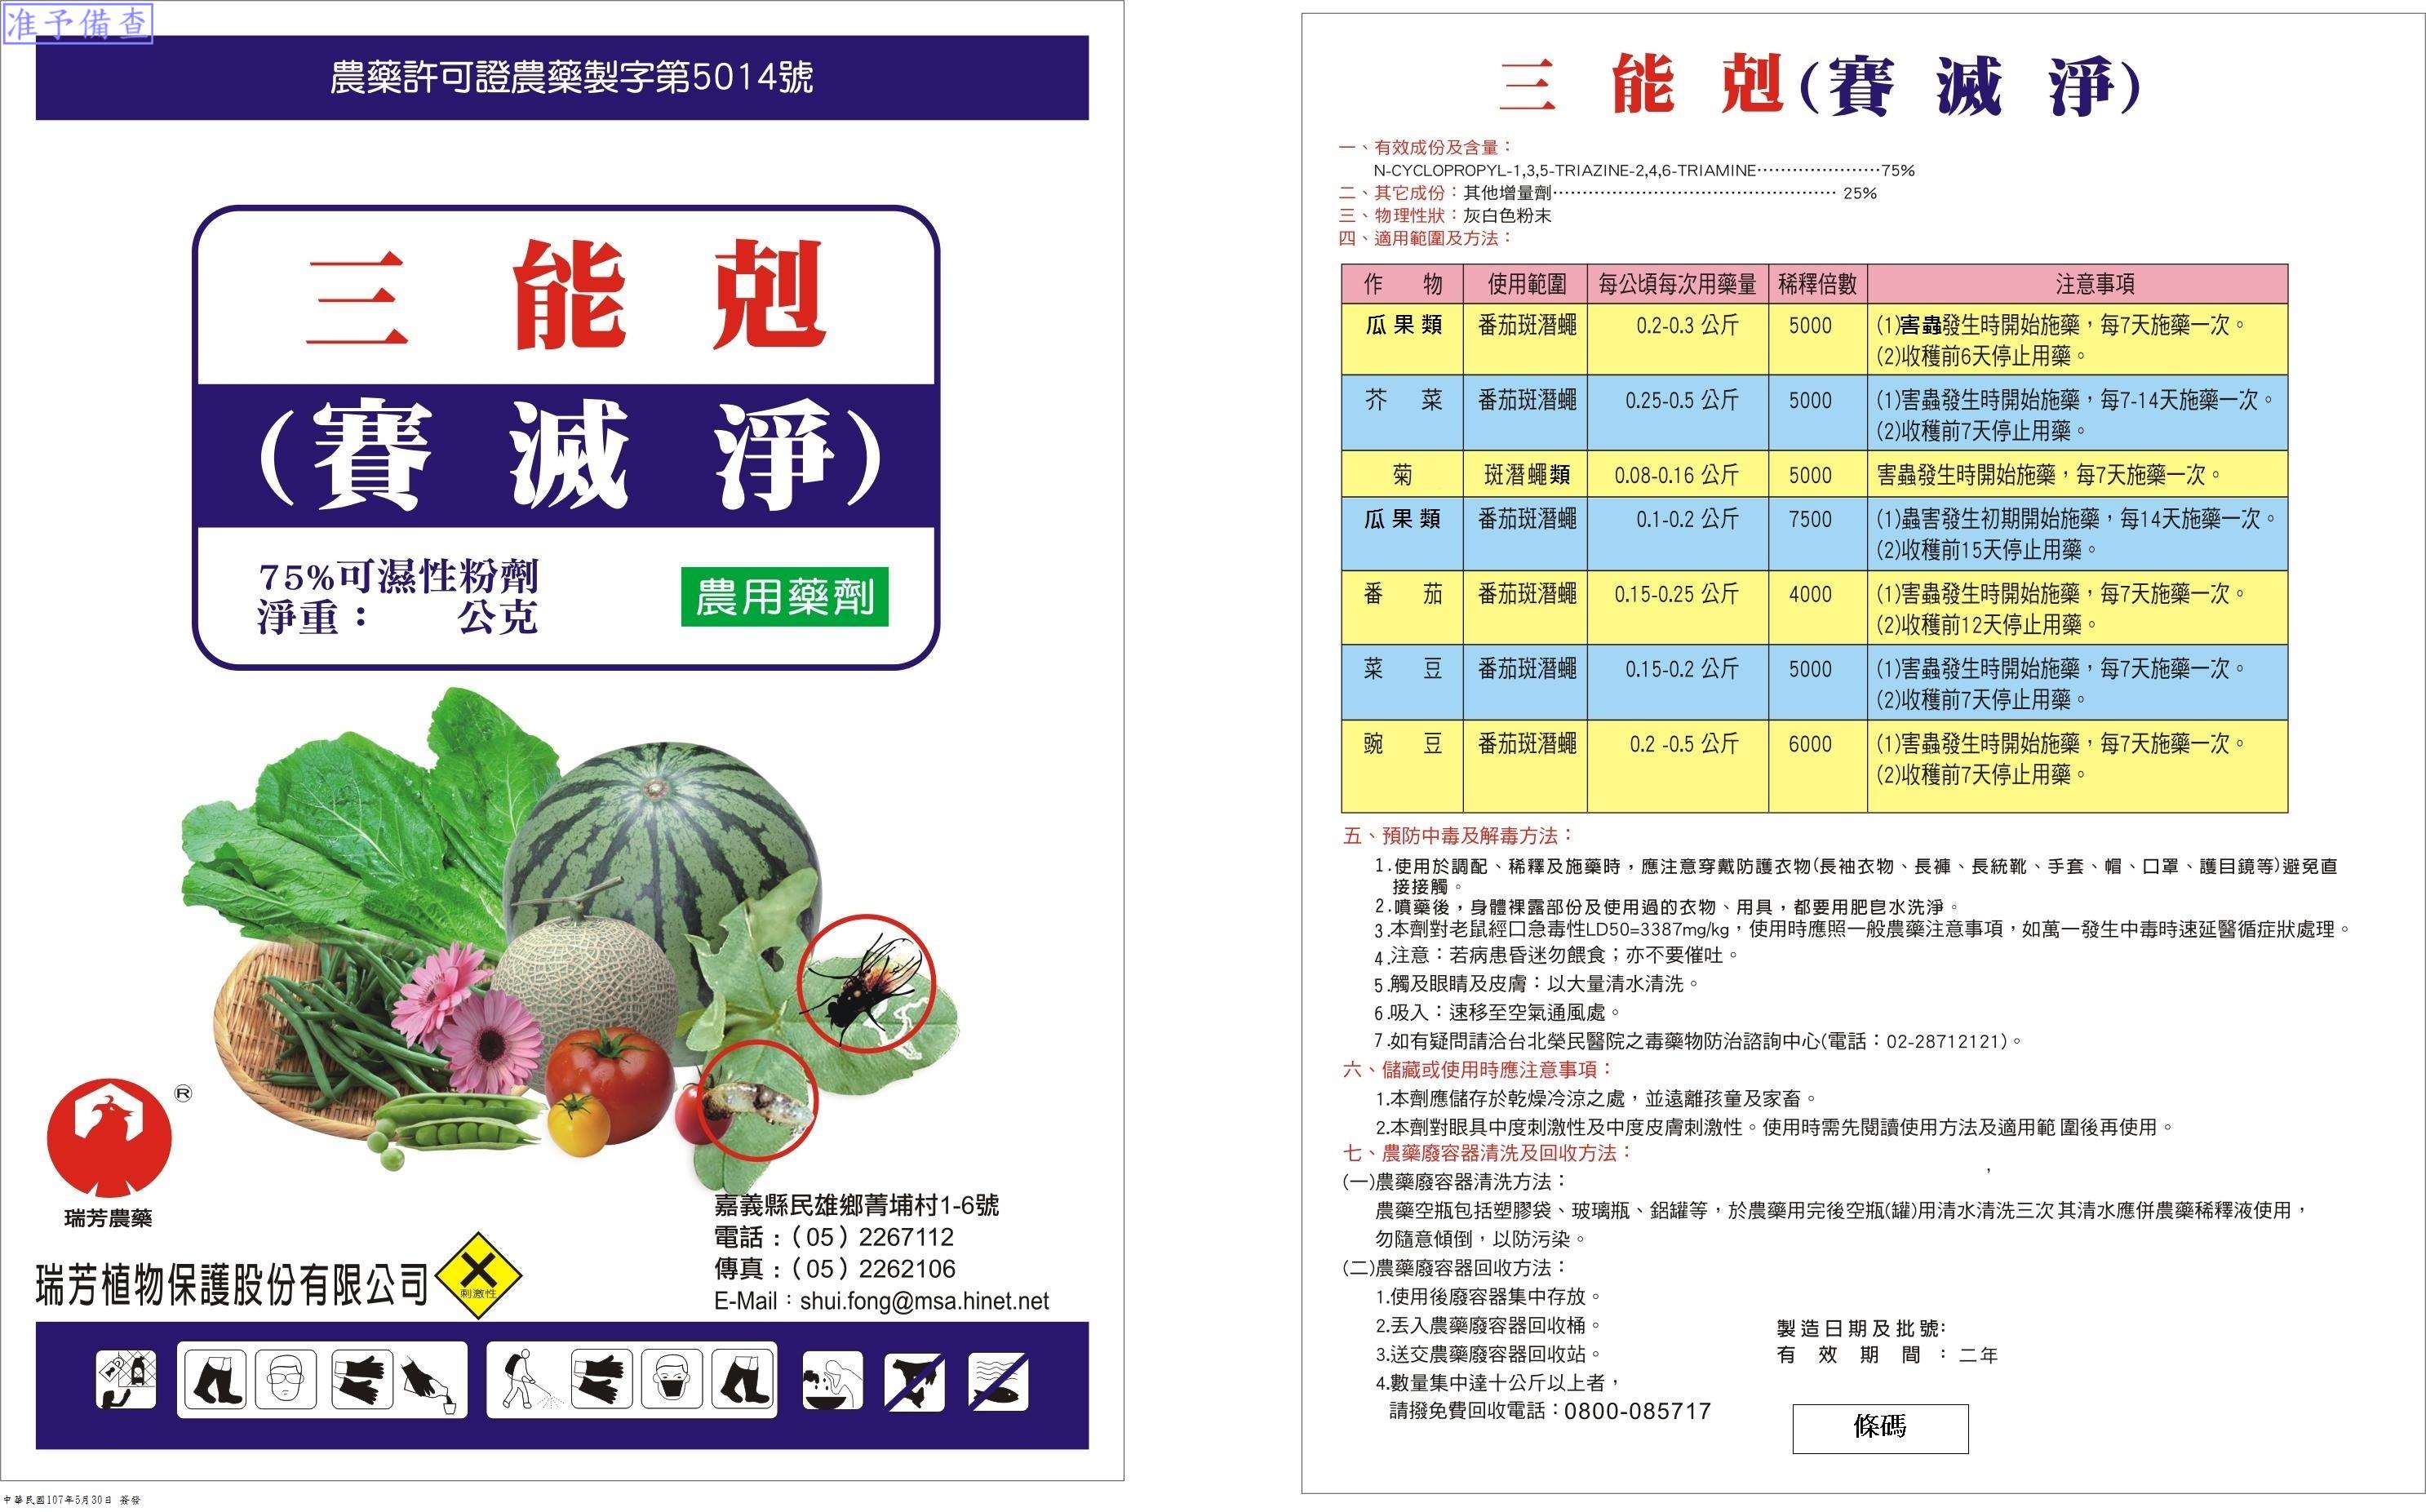 准予備查
農藥許可證農藥製字第5014號
三 能 剋
(賽 滅 淨)
75%可濕性粉劑
淨重： 公克
農用藥劑
®
瑞芳農藥
瑞芳植物保護股份有限公司
刺激性
嘉義縣民雄鄉菁埔村1-6號
電話：（05）2267112
傳真：（05）2262106
E-Mail：shui.fong@msa.hinet.net
中華民國107年5月30日 簽發
三 能 剋(賽 滅 淨)
一、有效成份及含量：
N-CYCLOPROPYL-1,3,5-TRIAZINE-2,4,6-TRIAMINE·····················75%
二、其它成份：其他增量劑················································ 25%
三、物理性狀：灰白色粉末
四、適用範圍及方法：
作 物 使用範圍 每公頃每次用藥量 稀釋倍數 注意事項
瓜果類 番茄斑潛蠅 0.2-0.3 公斤 5000 (1)害蟲發生時開始施藥，每7天施藥一次。
(2)收穫前6天停止用藥。
芥 菜 番茄斑潛蠅 0.25-0.5 公斤 5000 (1)害蟲發生時開始施藥，每7-14天施藥一次。
(2)收穫前7天停止用藥。
菊 斑潛蠅類 0.08-0.16 公斤 5000 害蟲發生時開始施藥，每7天施藥一次。
瓜果類 番茄斑潛蠅 0.1-0.2 公斤 7500 (1)蟲害發生初期開始施藥，每14天施藥一次。
(2)收穫前15天停止用藥。
番 茄 番茄斑潛蠅 0.15-0.25 公斤 4000 (1)害蟲發生時開始施藥，每7天施藥一次。
(2)收穫前12天停止用藥。
菜 豆 番茄斑潛蠅 0.15-0.2 公斤 5000 (1)害蟲發生時開始施藥，每7天施藥一次。
(2)收穫前7天停止用藥。
豌 豆 番茄斑潛蠅 0.2 -0.5 公斤 6000 (1)害蟲發生時開始施藥，每7天施藥一次。
(2)收穫前7天停止用藥。
五、預防中毒及解毒方法：
1.使用於調配、稀釋及施藥時，應注意穿戴防護衣物(長袖衣物、長褲、長統靴、手套、帽、口罩、護目鏡等)避免直
接接觸。
2.噴藥後，身體裸露部份及使用過的衣物、用具，都要用肥皂水洗淨。
3.本劑對老鼠經口急毒性LD50=3387mg/kg，使用時應照一般農藥注意事項，如萬一發生中毒時速延醫循症狀處理。
4.注意：若病患昏迷勿餵食；亦不要催吐。
5.觸及眼睛及皮膚：以大量清水清洗。
6.吸入：速移至空氣通風處。
7.如有疑問請洽台北榮民醫院之毒藥物防治諮詢中心(電話：02-28712121)。
六、儲藏或使用時應注意事項：
1.本劑應儲存於乾燥冷涼之處，並遠離孩童及家畜。
2.本劑對眼具中度刺激性及中度皮膚刺激性。使用時需先閱讀使用方法及適用範 圍後再使用。
七、農藥廢容器清洗及回收方法：
(一)農藥廢容器清洗方法：
農藥空瓶包括塑膠袋、玻璃瓶、鋁罐等，於農藥用完後空瓶(罐)用清水清洗三次 其清水應併農藥稀釋液使用，
勿隨意傾倒，以防污染。
(二)農藥廢容器回收方法：
1.使用後廢容器集中存放。
2.丟入農藥廢容器回收桶。
3.送交農藥廢容器回收站。
4.數量集中達十公斤以上者，
請撥免費回收電話：0800-085717
製造日期及批號:
有 效 期 間 ：二年
條碼